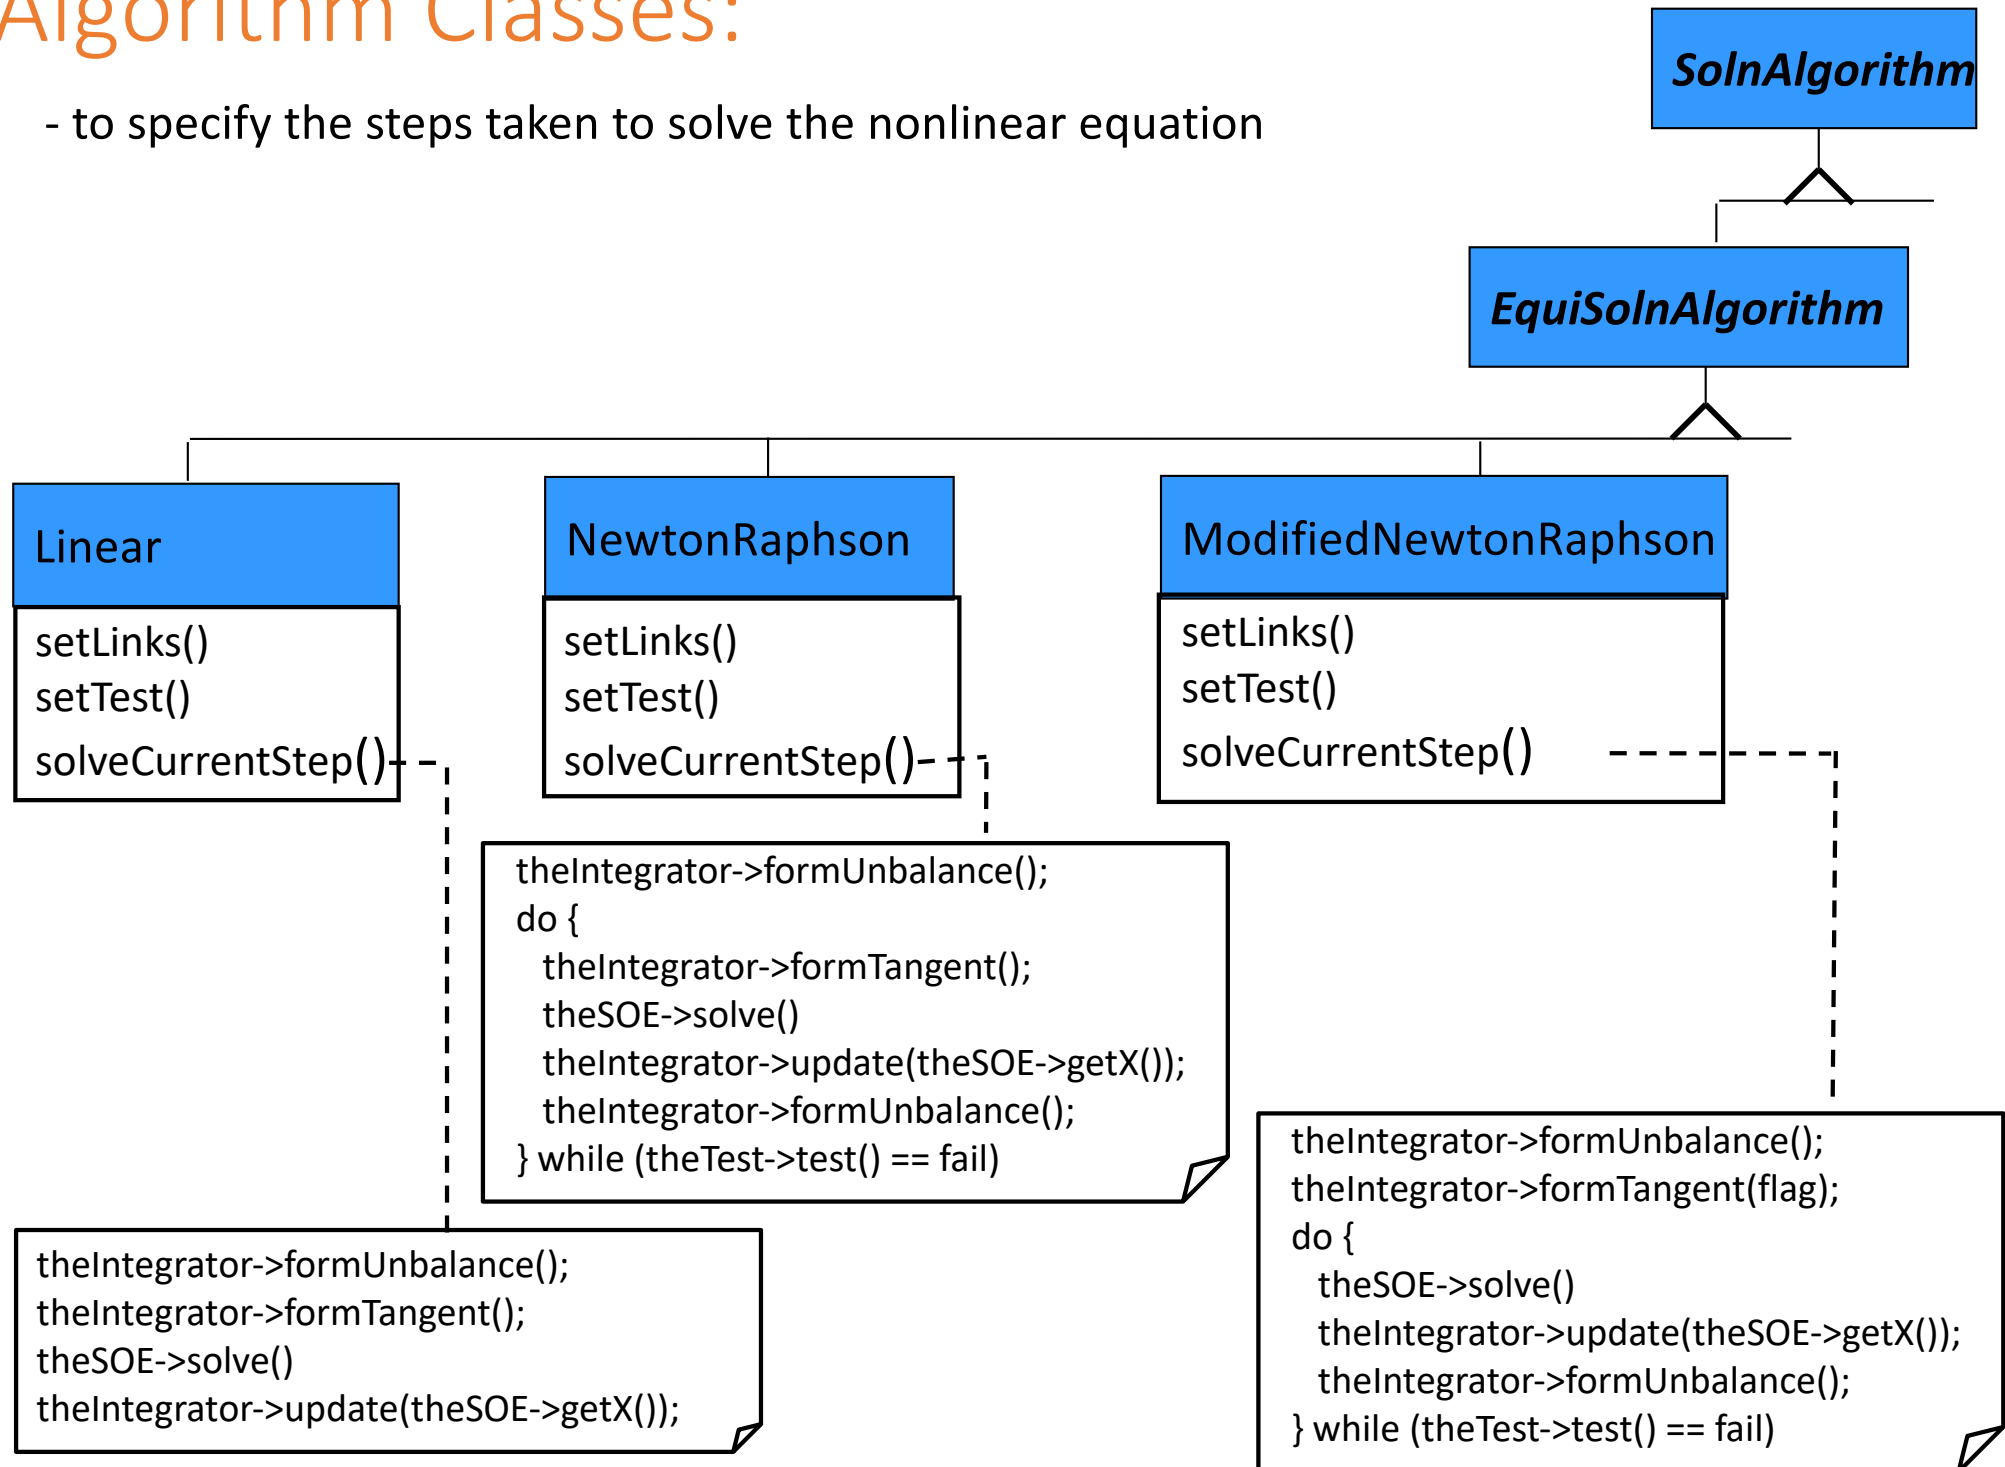 Algorithm Classes:
- to specify the steps taken to solve the nonlinear equation
SolnAlgorithm
EquiSolnAlgorithm
Linear
setLinks()
setTest()
solveCurrentStep()
NewtonRaphson
setLinks()
setTest()
solveCurrentStep()
ModifiedNewtonRaphson
setLinks()
setTest()
solveCurrentStep()
theIntegrator->formUnbalance();
do {
theIntegrator->formTangent();
theSOE->solve()
theIntegrator->update(theSOE->getX());
theIntegrator->formUnbalance();
} while (theTest->test() == fail)
theIntegrator->formUnbalance();
theIntegrator->formTangent();
theSOE->solve()
theIntegrator->update(theSOE->getX());
theIntegrator->formUnbalance();
theIntegrator->formTangent(flag);
do {
theSOE->solve()
theIntegrator->update(theSOE->getX());
theIntegrator->formUnbalance();
} while (theTest->test() == fail)